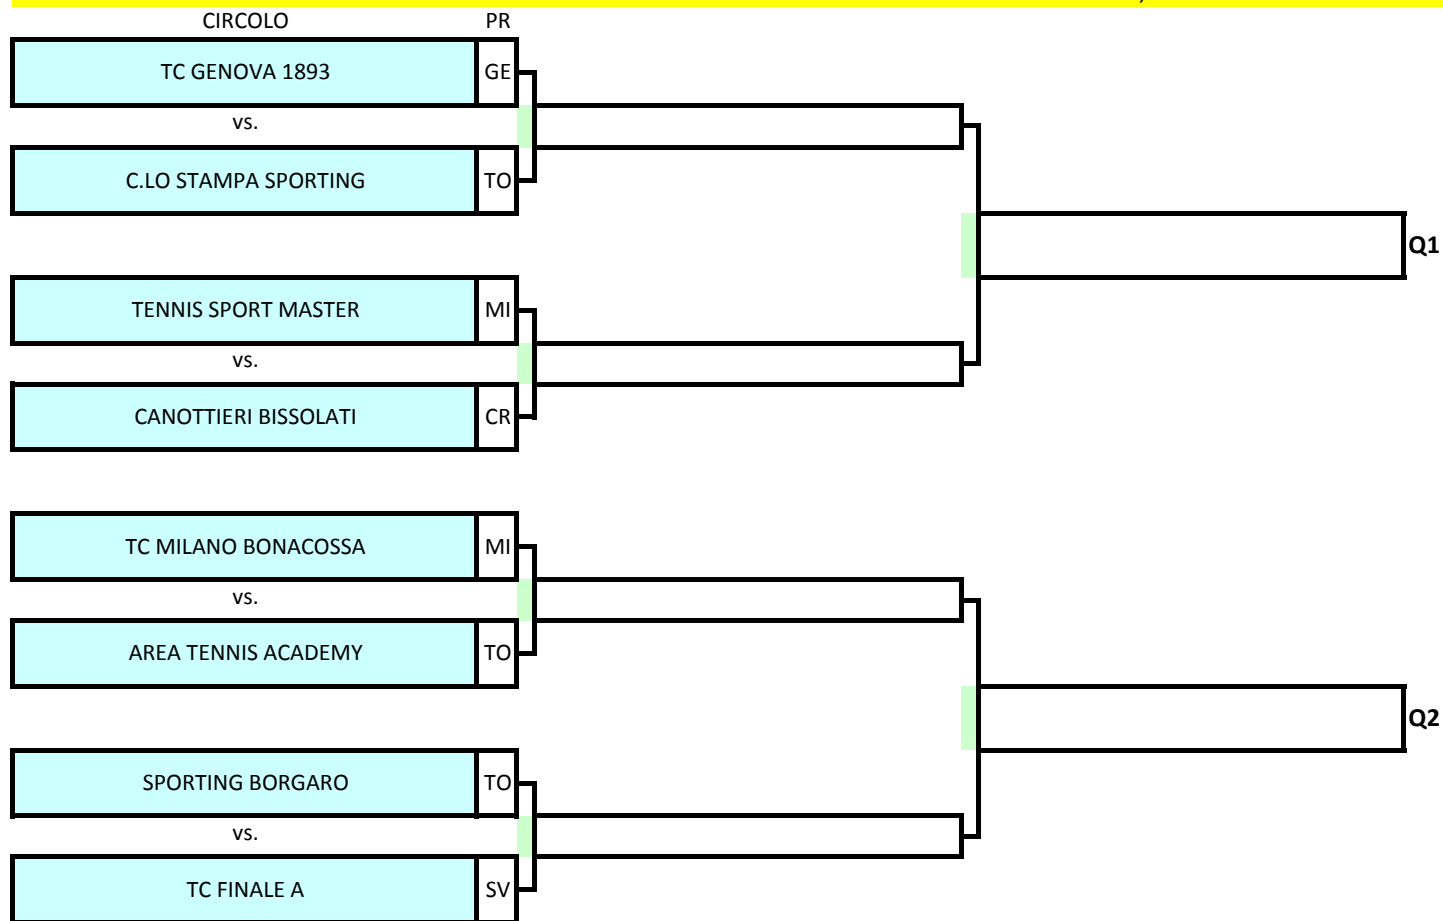 CIRCOLO PR
TC GENOVA 1893 GE
vs.
C.LO STAMPA SPORTING TO
Q1
TENNIS SPORT MASTER MI
vs.
CANOTTIERI BISSOLATI CR
TC MILANO BONACOSSA MI
vs.
AREA TENNIS ACADEMY TO
Q2
SPORTING BORGARO TO
vs.
TC FINALE A SV